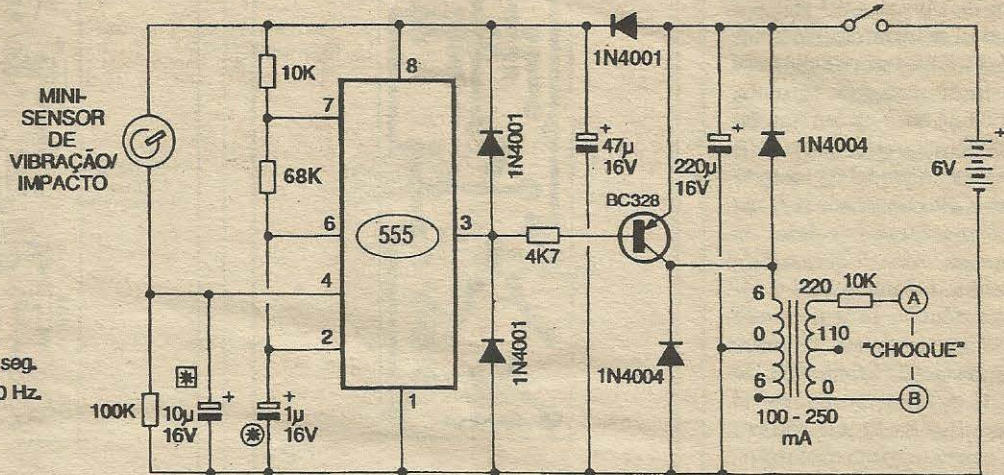 MINI-
SENSOR
DE
VIBRAÇÃO/
IMPACTO
10K
7
68K
6
4
2
8
555
3
1
1N4001
1N4001
4K7
47µ
16V
1N4001
BC328
220µ
16V
1N4004
6V
+
1N4004
6
0
6
220
110
0
10K
A
B
"CHOQUE"
100 - 250
mA
seg.
0 Hz.
100K
10µ
16V
1µ
16V
+
+
+
+